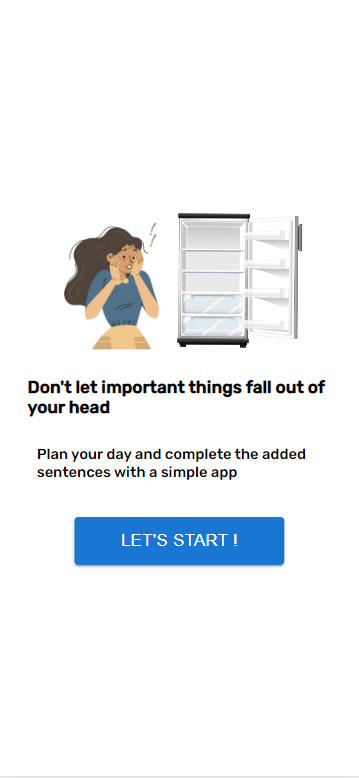 Don't let important things fall out of
your head
Plan your day and complete the added
sentences with a simple app
LET'S START !